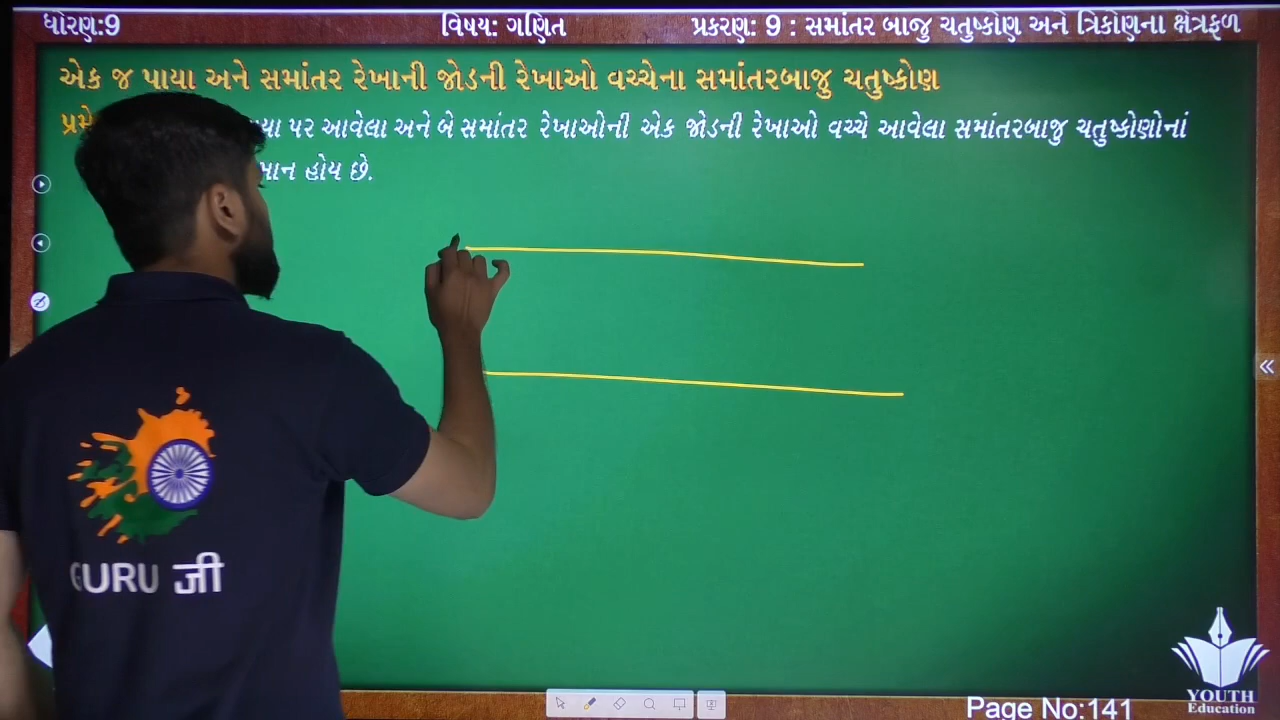 ધોરણ:9 વિષય: ગણિત પ્રકરણ: 9 : સમાંતર બાજુ ચતુષ્કોણ અને ત્રિકોણના ક્ષેત્રફળ
એક જ પાયા અને સમાંતર રેખાની જોડની રેખાઓ વચ્ચેના સમાંતરબાજુ ચતુષ્કોણ
પર આવેલા અને બે સમાંતર રેખાઓની એક જોડની રેખાઓ વચ્ચે આવેલા સમાંતરબાજુ ચતુષ્કોણોનાં
હોય છે.
GURU जी
YOUTH
Education
Page No:141